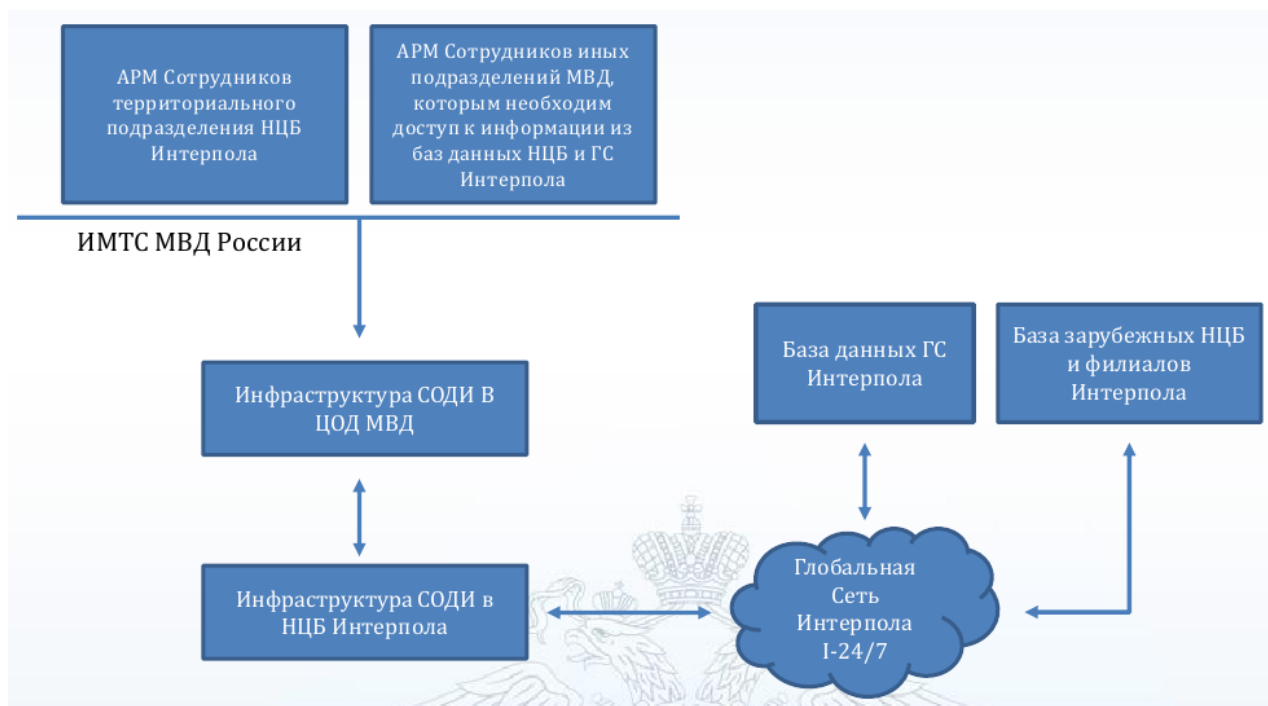 АРМ Сотрудников
территориального
подразделения НЦБ
Интерпола
АРМ Сотрудников иных
подразделений МВД,
которым необходим
доступ к информации из
баз данных НЦБ и ГС
Интерпола
ИМТС МВД России
Инфраструктура СОДИ В
ЦОД МВД
Инфраструктура СОДИ в
НЦБ Интерпола
База данных ГС
Интерпола
База зарубежных НЦБ
и филиалов
Интерпола
Глобальная
Сеть
Интерпола
I-24/7